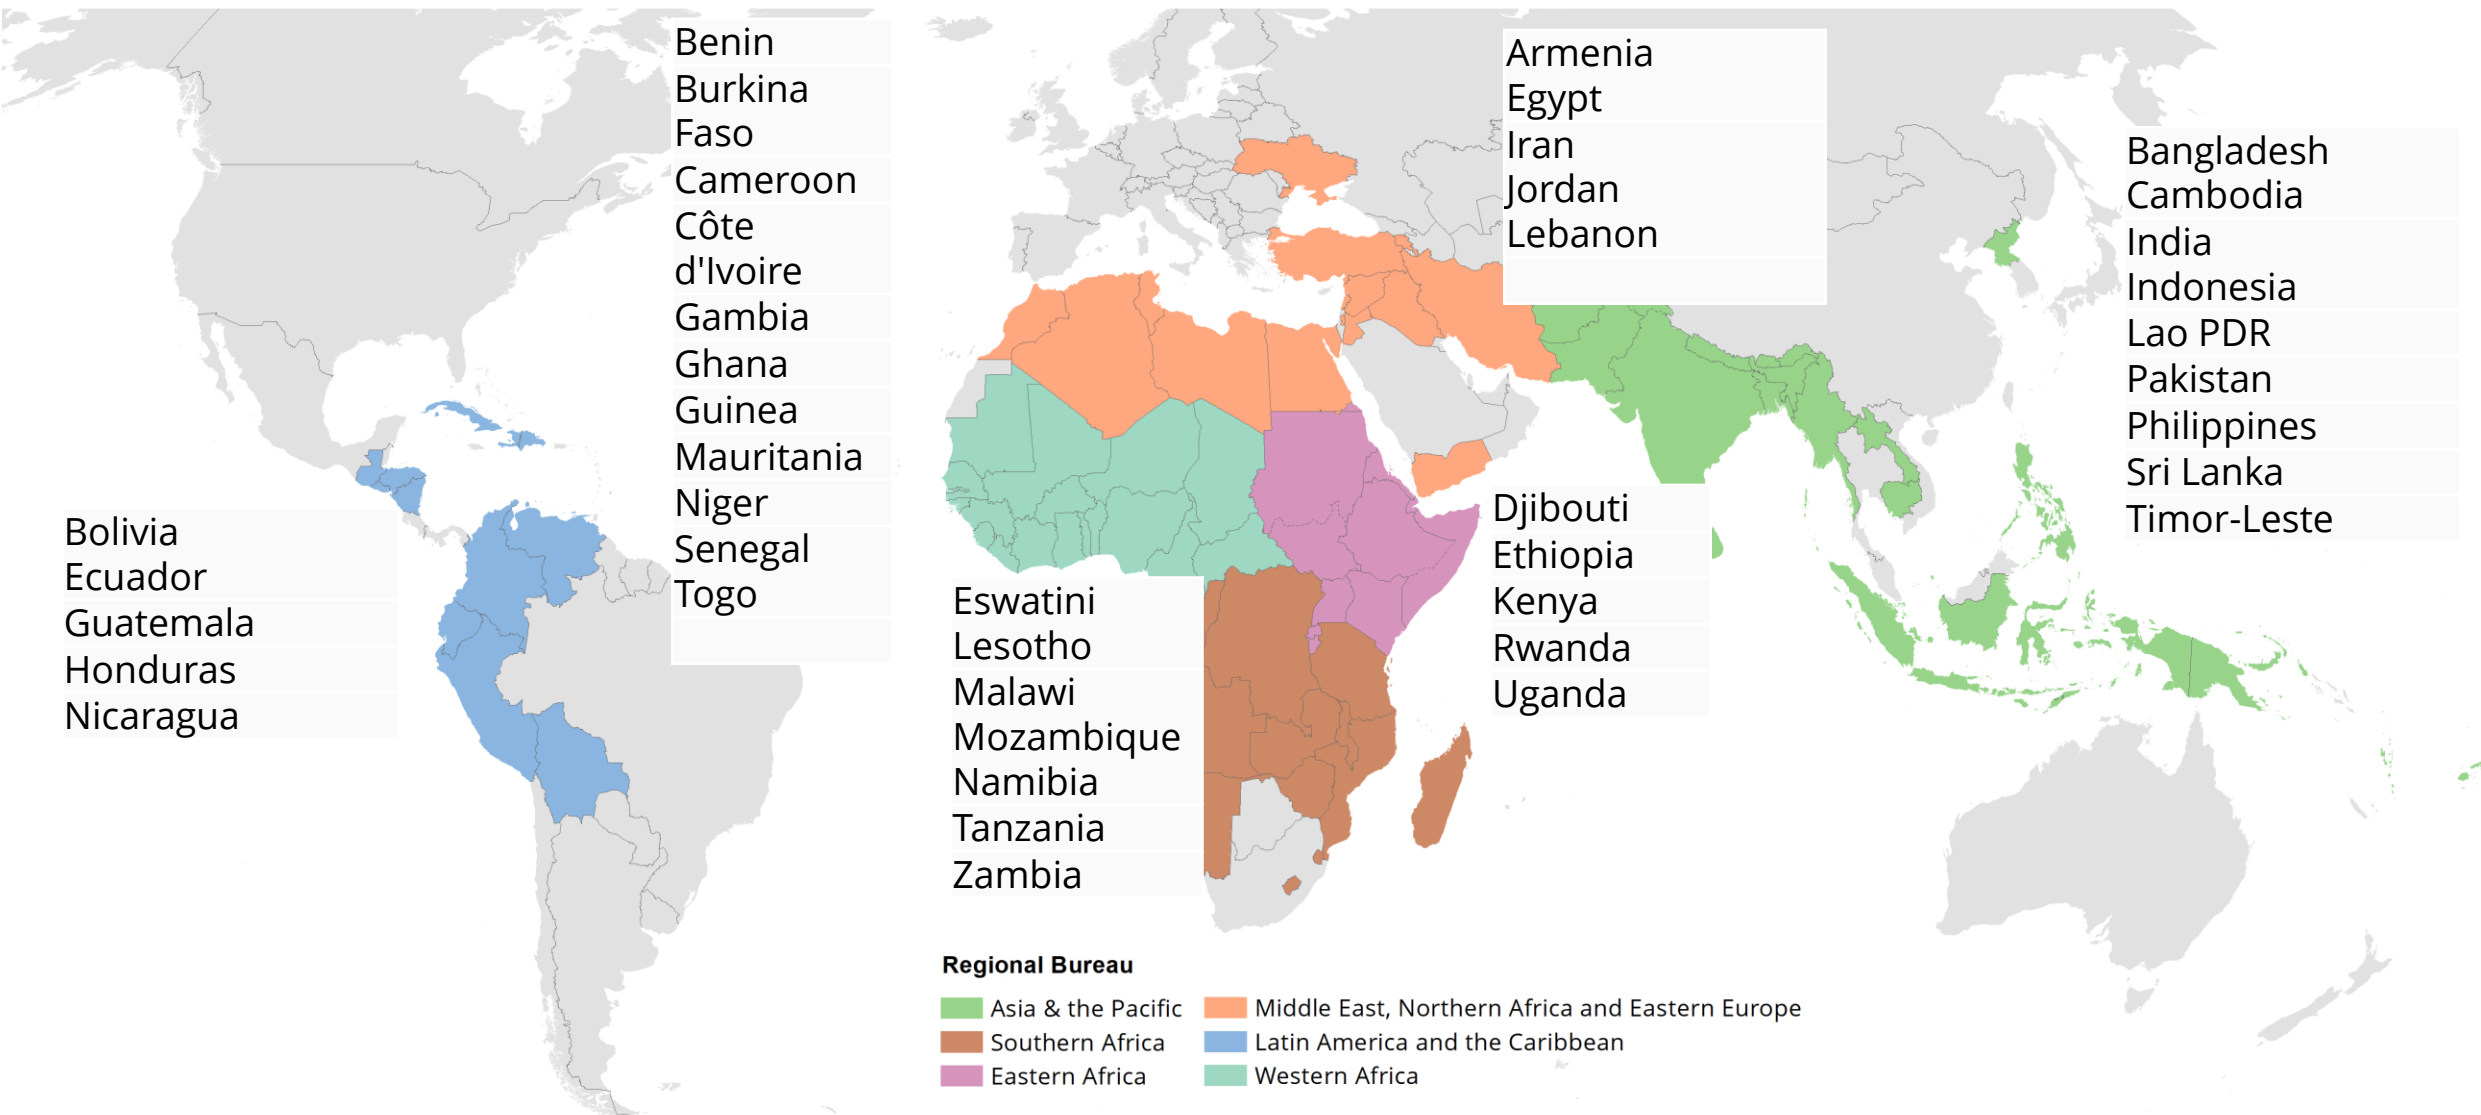 Benin
Burkina
Faso
Cameroon
Côte
d'Ivoire
Gambia
Ghana
Guinea
Mauritania
Niger
Senegal
Togo
Armenia
Egypt
Iran
Jordan
Lebanon
Bangladesh
Cambodia
India
Indonesia
Lao PDR
Pakistan
Philippines
Sri Lanka
Timor-Leste
Bolivia
Ecuador
Guatemala
Honduras
Nicaragua
Eswatini
Lesotho
Malawi
Mozambique
Namibia
Tanzania
Zambia
Djibouti
Ethiopia
Kenya
Rwanda
Uganda
Regional Bureau
Asia & the Pacific
Middle East, Northern Africa and Eastern Europe
Southern Africa
Latin America and the Caribbean
Eastern Africa
Western Africa